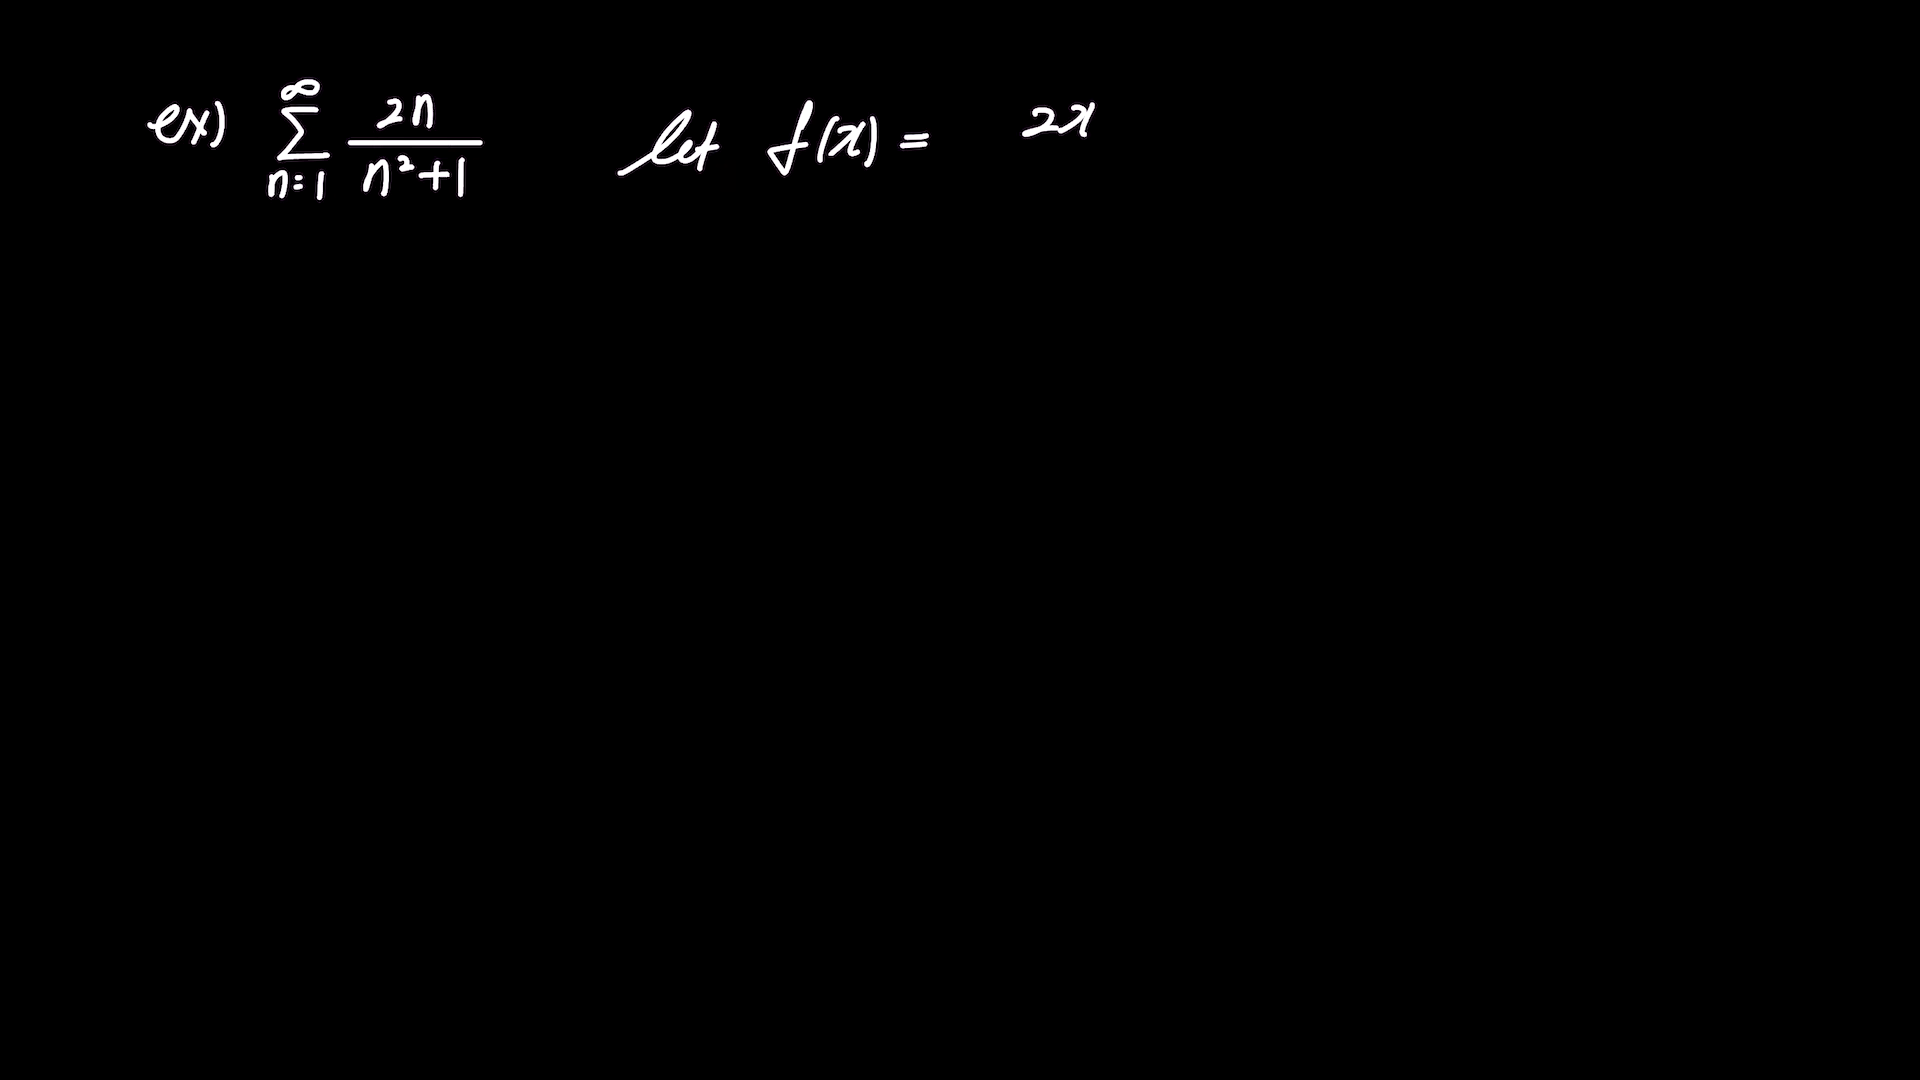 ex) ∞ Σ n=1 2n/(n²+1) let f(x) = 2x